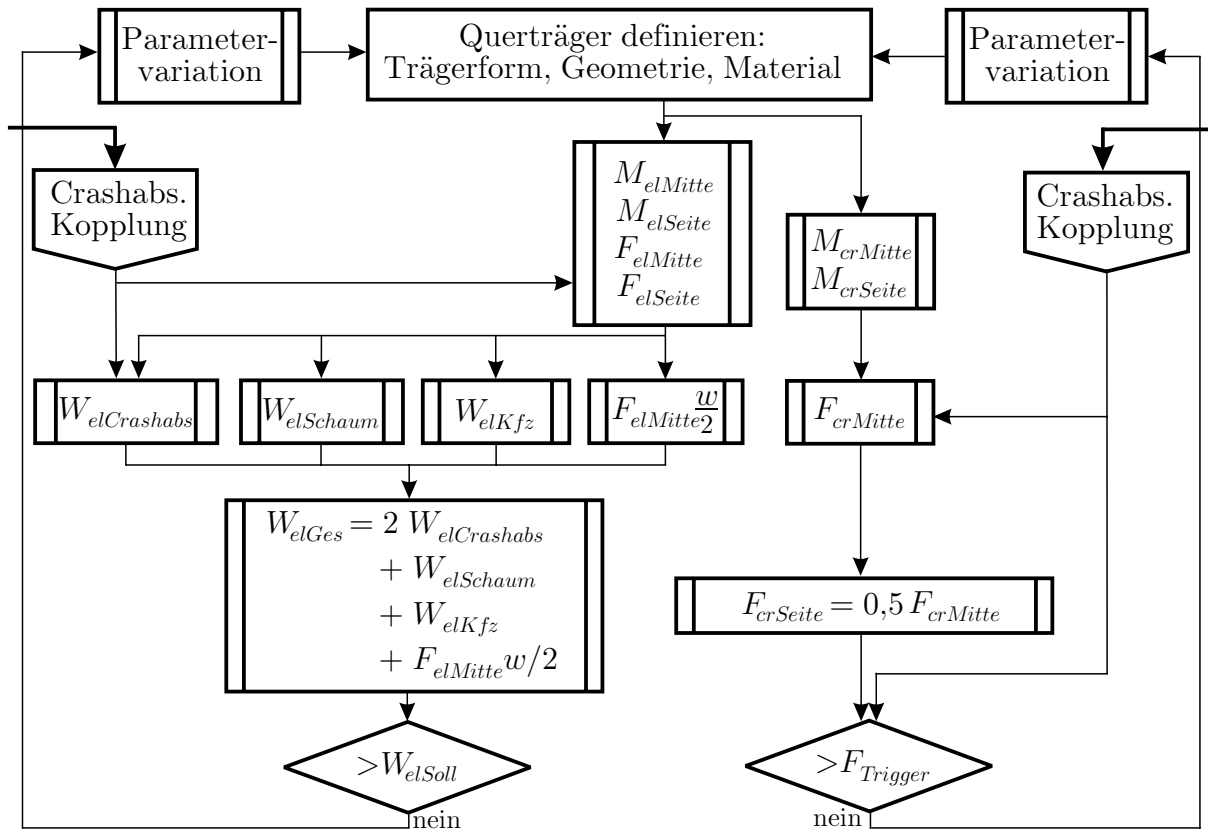 Parameter-
variation
Querträger definieren:
Trägerform, Geometrie, Material
Parameter-
variation
Crashabs.
Kopplung
M_elMitte
M_elSeite
F_elMitte
F_elSeite
M_crMitte
M_crSeite
Crashabs.
Kopplung
W_elCrashabs
W_elSchaum
W_elKfz
F_elMitte w/2
F_crMitte
W_elGes = 2 W_elCrashabs
+ W_elSchaum
+ W_elKfz
+ F_elMitte w/2
F_crSeite = 0,5 F_crMitte
>W_elSoll
nein
>F_Trigger
nein